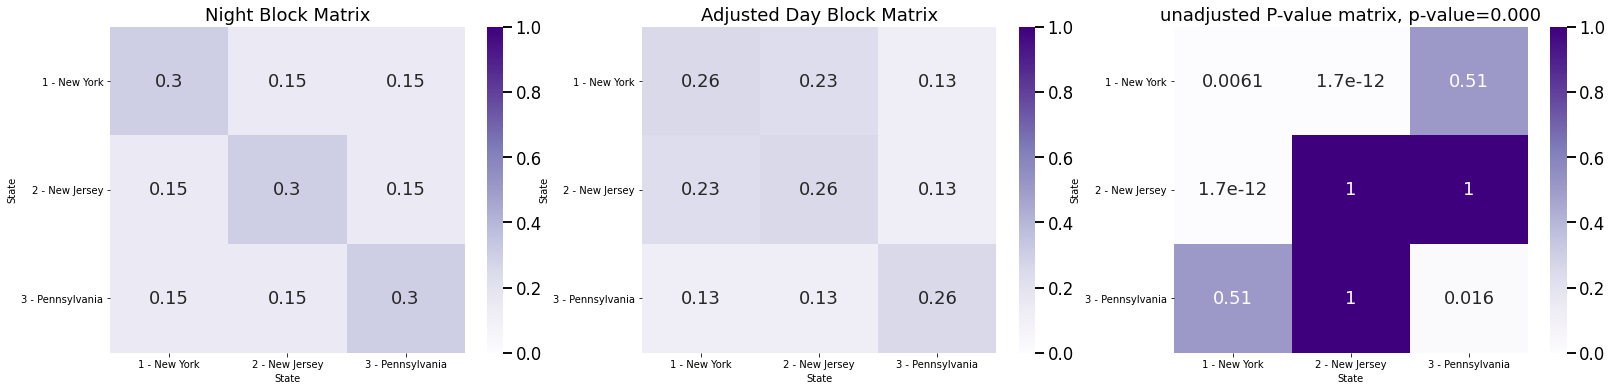 Night Block Matrix
1 - New York
2 - New Jersey
3 - Pennsylvania
State
0.3 0.15 0.15
0.15 0.3 0.15
0.15 0.15 0.3
1 - New York 2 - New Jersey 3 - Pennsylvania
State
1.0
0.8
0.6
0.4
0.2
0.0
Adjusted Day Block Matrix
1 - New York
2 - New Jersey
3 - Pennsylvania
State
0.26 0.23 0.13
0.23 0.26 0.13
0.13 0.13 0.26
1 - New York 2 - New Jersey 3 - Pennsylvania
State
1.0
0.8
0.6
0.4
0.2
0.0
unadjusted P-value matrix, p-value=0.000
1 - New York
2 - New Jersey
3 - Pennsylvania
State
0.0061 1.7e-12 0.51
1.7e-12 1 1
0.51 1 0.016
1 - New York 2 - New Jersey 3 - Pennsylvania
State
1.0
0.8
0.6
0.4
0.2
0.0